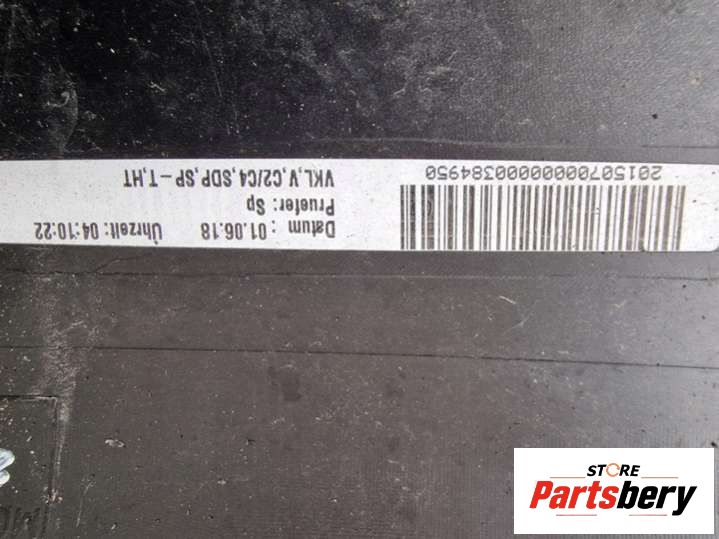 Datum : 01.06.18 Uhrzeit: 04:10:22
Pruefer: Sp
VKL,V,C2/C4,SDP,SP-T,HT
20150700000000384950
STORE
Partsbery